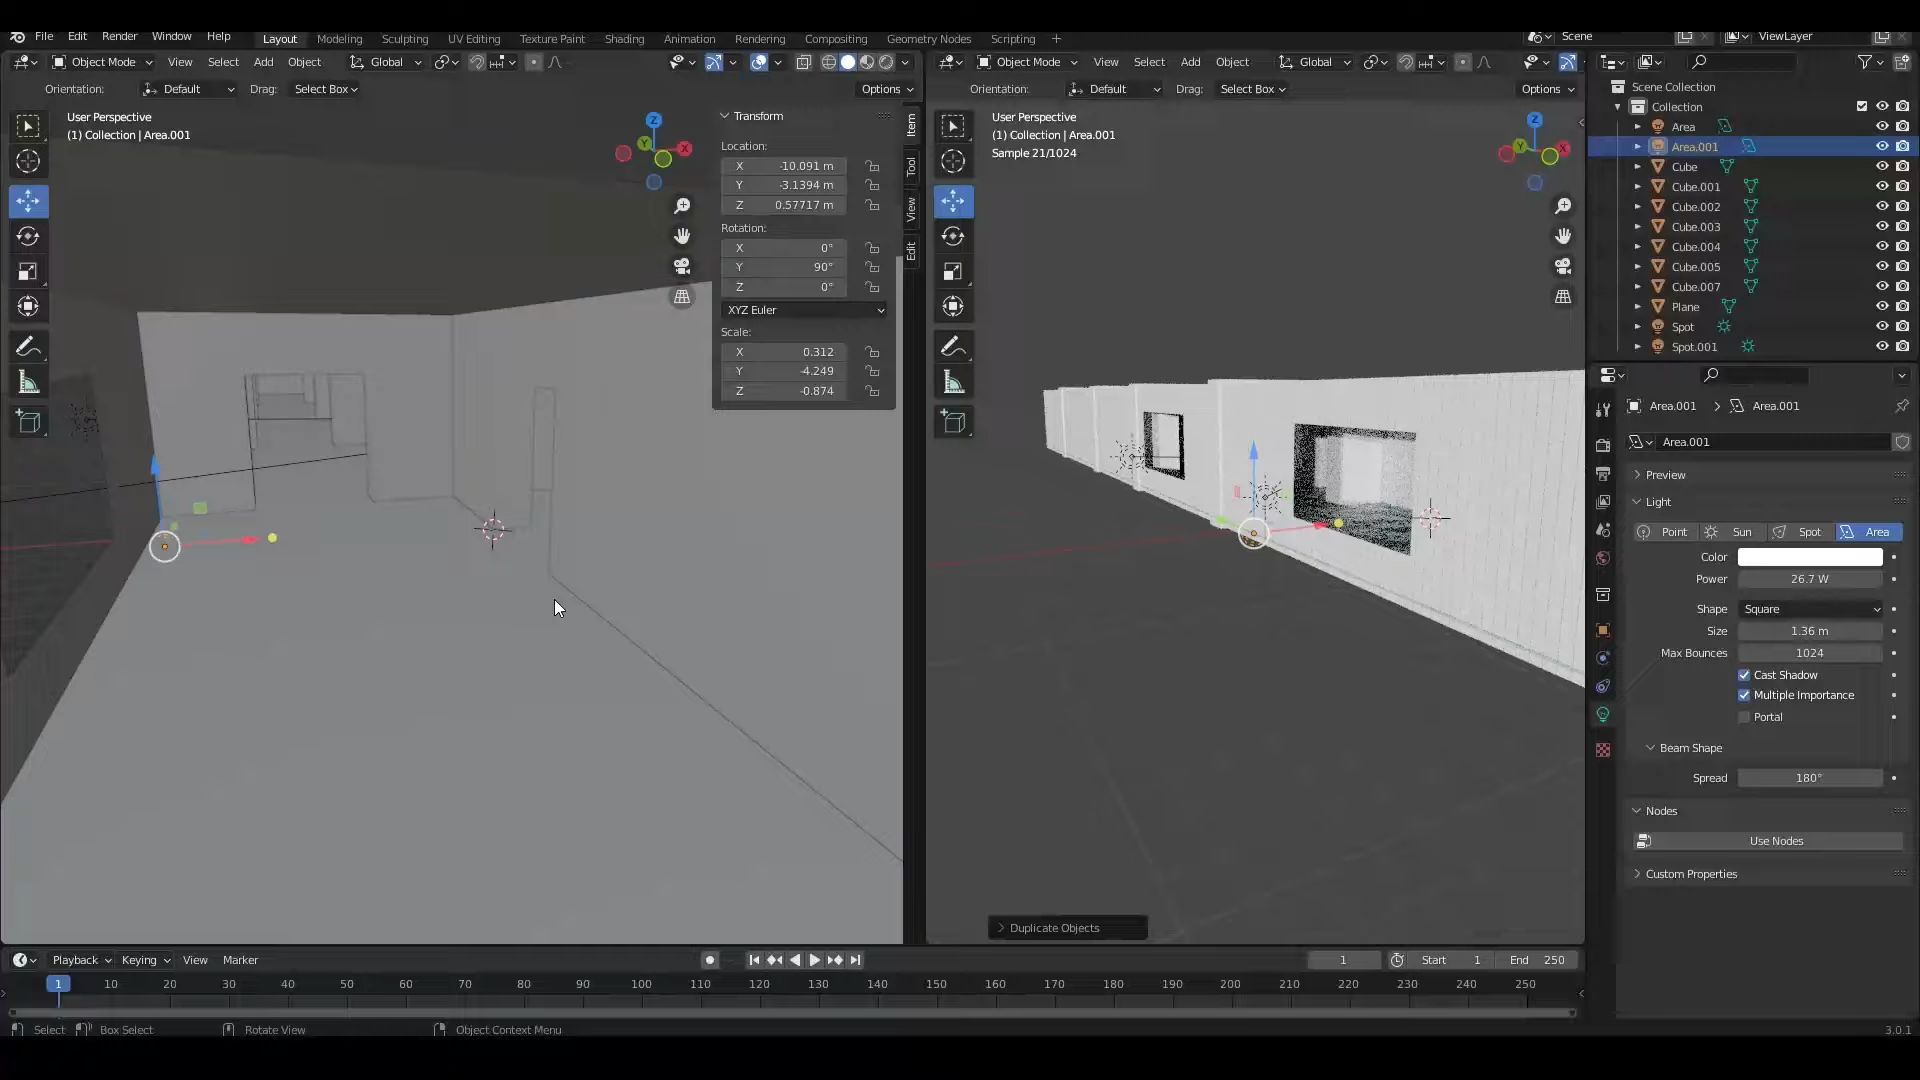 File Edit Render Window Help Layout Modeling Sculpting UV Editing Texture Paint Shading Animation Rendering Compositing Geometry Nodes Scripting + Scene ViewLayer
Object Mode View Select Add Object Global
Object Mode View Select Add Object Global
Orientation: Default Drag: Select Box Options
Orientation: Default Drag: Select Box Options
User Perspective
(1) Collection | Area.001
Z
Y
X
Transform
Location:
X -10.091 m
Y -3.1394 m
Z 0.57717 m
Rotation:
X 0°
Y 90°
Z 0°
XYZ Euler
Scale:
X 0.312
Y -4.249
Z -0.874
Item
Tool
View
Edit
User Perspective
(1) Collection | Area.001
Sample 21/1024
Z
Y
X
Duplicate Objects
Scene Collection
Collection
Area
Area.001
Cube
Cube.001
Cube.002
Cube.003
Cube.004
Cube.005
Cube.007
Plane
Spot
Spot.001
Area.001 > Area.001
Area.001
Preview
Light
Point Sun Spot Area
Color
Power 26.7 W
Shape Square
Size 1.36 m
Max Bounces 1024
Cast Shadow
Multiple Importance
Portal
Beam Shape
Spread 180°
Nodes
Use Nodes
Custom Properties
Playback Keying View Marker 1 Start 1 End 250
1 10 20 30 40 50 60 70 80 90 100 110 120 130 140 150 160 170 180 190 200 210 220 230 240 250
Select Box Select Rotate View Object Context Menu 3.0.1